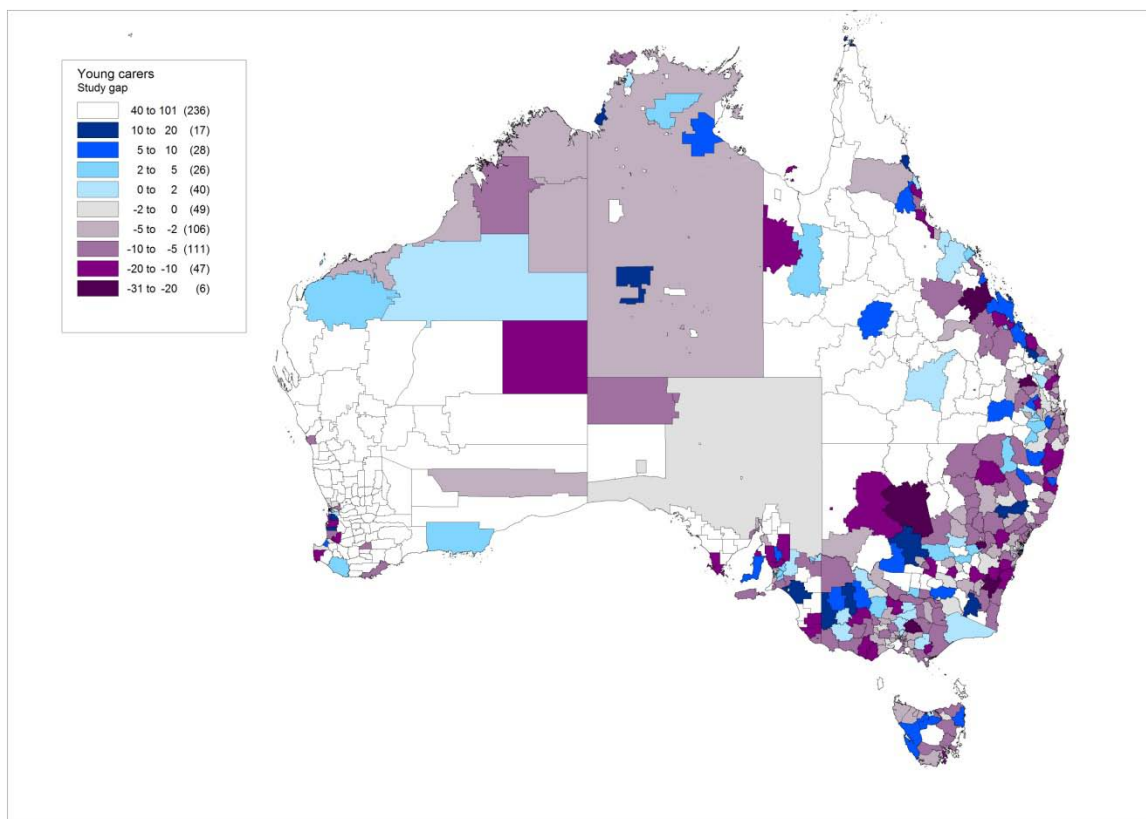 Young carers
Study gap
40 to 101 (236)
10 to 20 (17)
5 to 10 (28)
2 to 5 (26)
0 to 2 (40)
-2 to 0 (49)
-5 to -2 (106)
-10 to -5 (111)
-20 to -10 (47)
-31 to -20 (6)